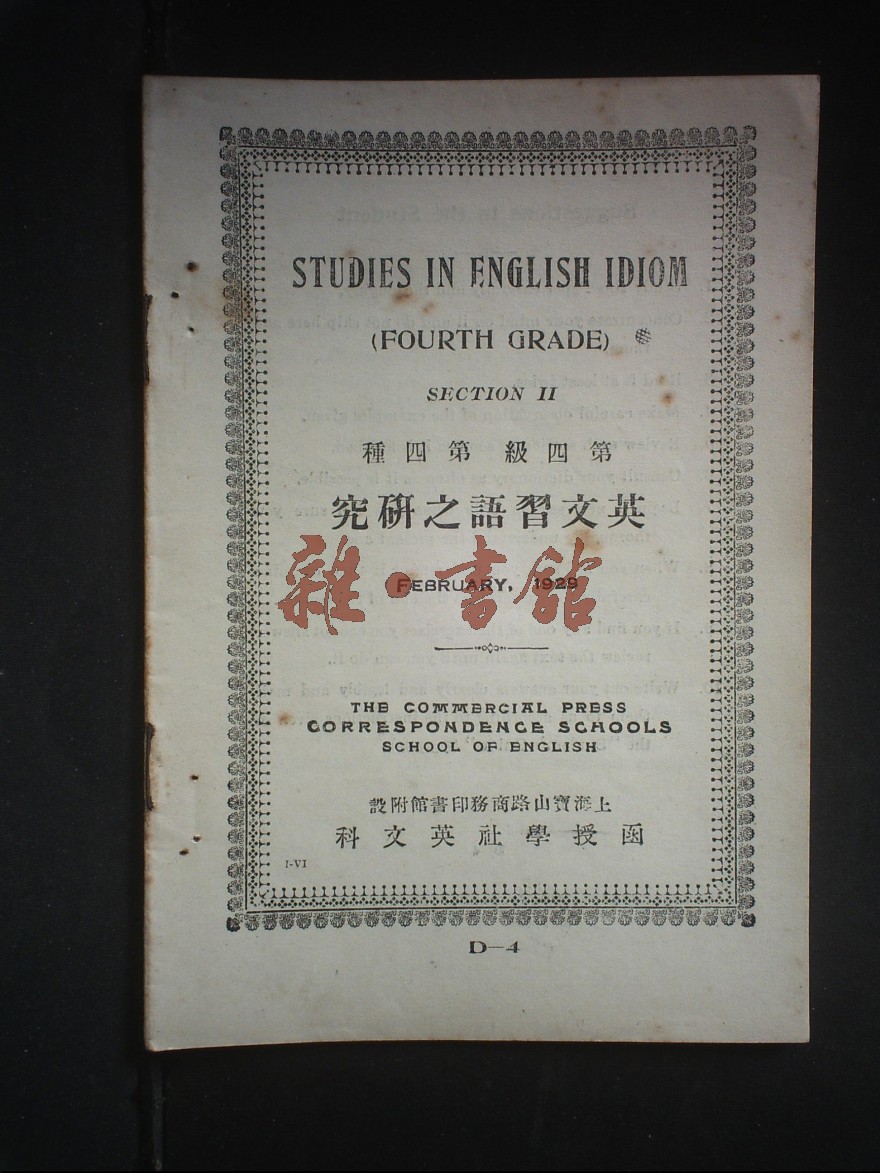 STUDIES IN ENGLISH IDIOM
(FOURTH GRADE)
SECTION II
種四第 級四第
究研之語習文英
雜·書館
FEBRUARY, 1929
THE COMMERCIAL PRESS
CORRESPONDENCE SCHOOLS
SCHOOL OF ENGLISH
設附館書印務商路山寶海上
科文英社學授函
I-VI
D—4